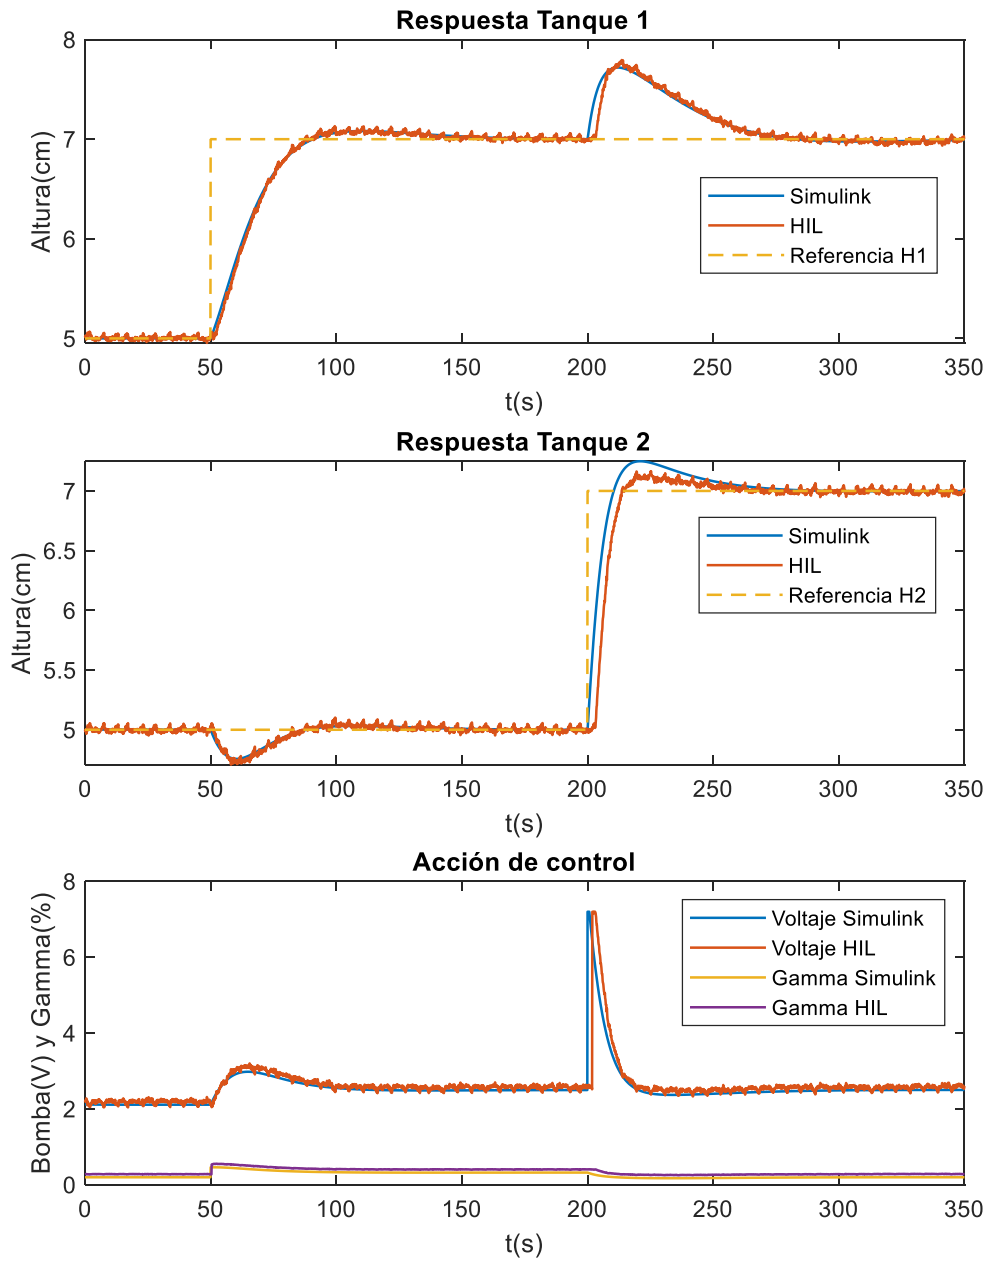 Respuesta Tanque 1
8
7
6
5
Altura(cm)
Simulink
HIL
Referencia H1
0 50 100 150 200 250 300 350
t(s)
Respuesta Tanque 2
7
6.5
6
5.5
5
Altura(cm)
Simulink
HIL
Referencia H2
0 50 100 150 200 250 300 350
t(s)
Acción de control
8
6
4
2
0
Bomba(V) y Gamma(%)
Voltaje Simulink
Voltaje HIL
Gamma Simulink
Gamma HIL
0 50 100 150 200 250 300 350
t(s)